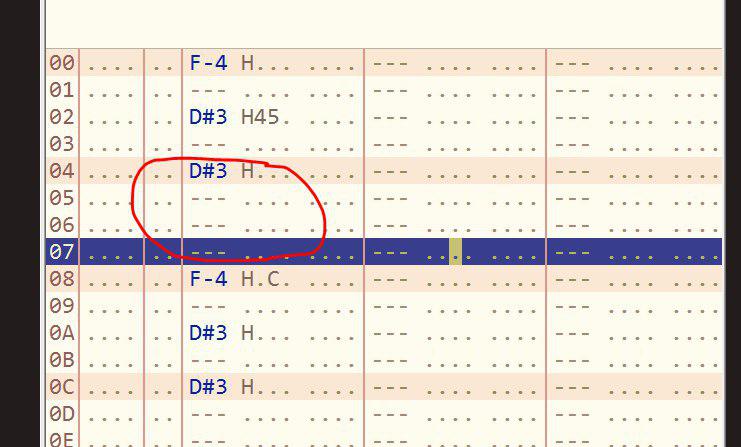 00 .... .. F-4 H... .... --- .... .... --- .... ....
01 .... .. --- .... .... --- .... .... --- .... ....
02 .... .. D#3 H45. .... --- .... .... --- .... ....
03 .... .. --- .... .... --- .... .... --- .... ....
04 .... .. D#3 H... .... --- .... .... --- .... ....
05 .... .. --- .... .... --- .... .... --- .... ....
06 .... .. --- .... .... --- .... .... --- .... ....
07 .... .. --- .... .... --- .... .... --- .... ....
08 .... .. F-4 H.C. .... --- .... .... --- .... ....
09 .... .. --- .... .... --- .... .... --- .... ....
0A .... .. D#3 H... .... --- .... .... --- .... ....
0B .... .. --- .... .... --- .... .... --- .... ....
0C .... .. D#3 H... .... --- .... .... --- .... ....
0D .... .. --- .... .... --- .... .... --- .... ....
0E .... .. --- .... .... --- .... .... --- .... ....